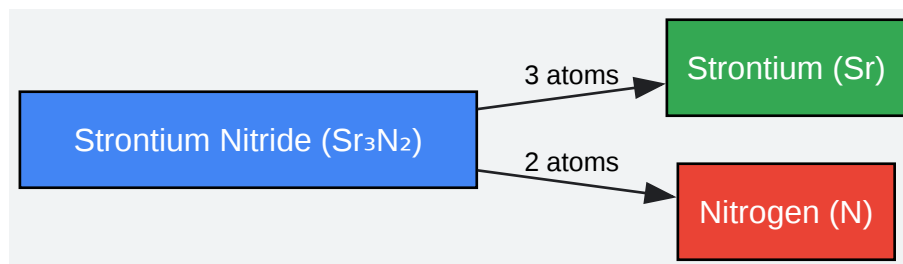 3 atoms
Strontium (Sr)
Strontium Nitride (Sr₃N₂)
2 atoms
Nitrogen (N)